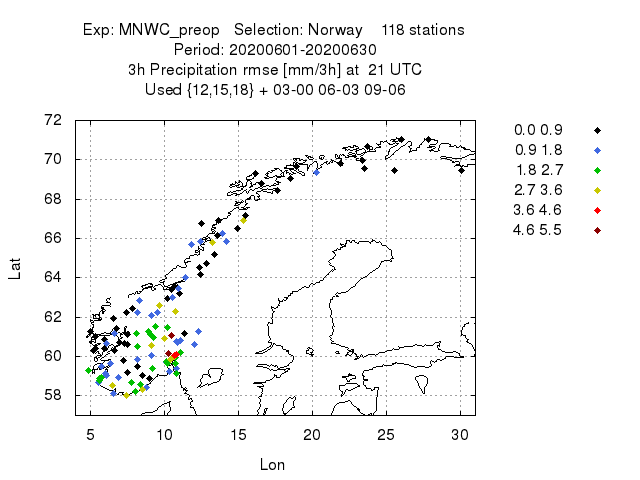 Exp: MNWC_preop   Selection: Norway    118 stations
Period: 20200601-20200630
3h Precipitation rmse [mm/3h] at  21 UTC
Used {12,15,18} + 03-00 06-03 09-06
72
70
68
66
64
62
60
58
5 10 15 20 25 30
Lat
Lon
0.0 0.9
0.9 1.8
1.8 2.7
2.7 3.6
3.6 4.6
4.6 5.5